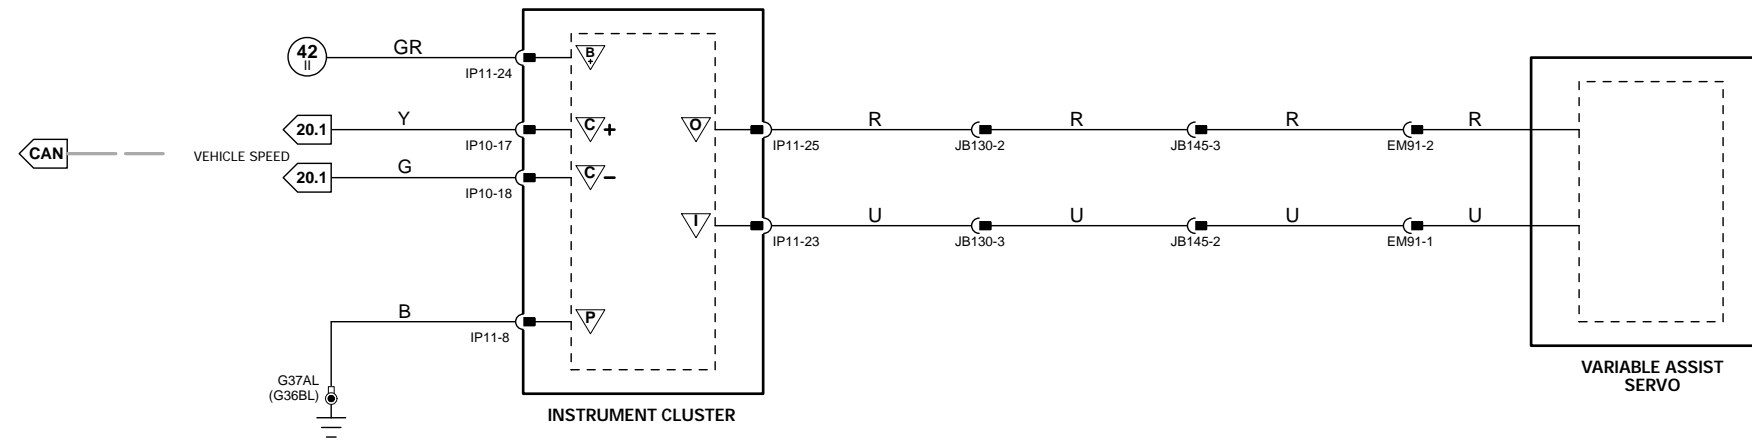 42
II
GR
IP11-24
B
+
CAN
VEHICLE SPEED
20.1
Y
IP10-17
C +
20.1
G
IP10-18
C –
B
IP11-8
P
G37AL
(G36BL)
INSTRUMENT CLUSTER
O
IP11-25
R
JB130-2
R
JB145-3
R
EM91-2
R
I
IP11-23
U
JB130-3
U
JB145-2
U
EM91-1
U
VARIABLE ASSIST
SERVO